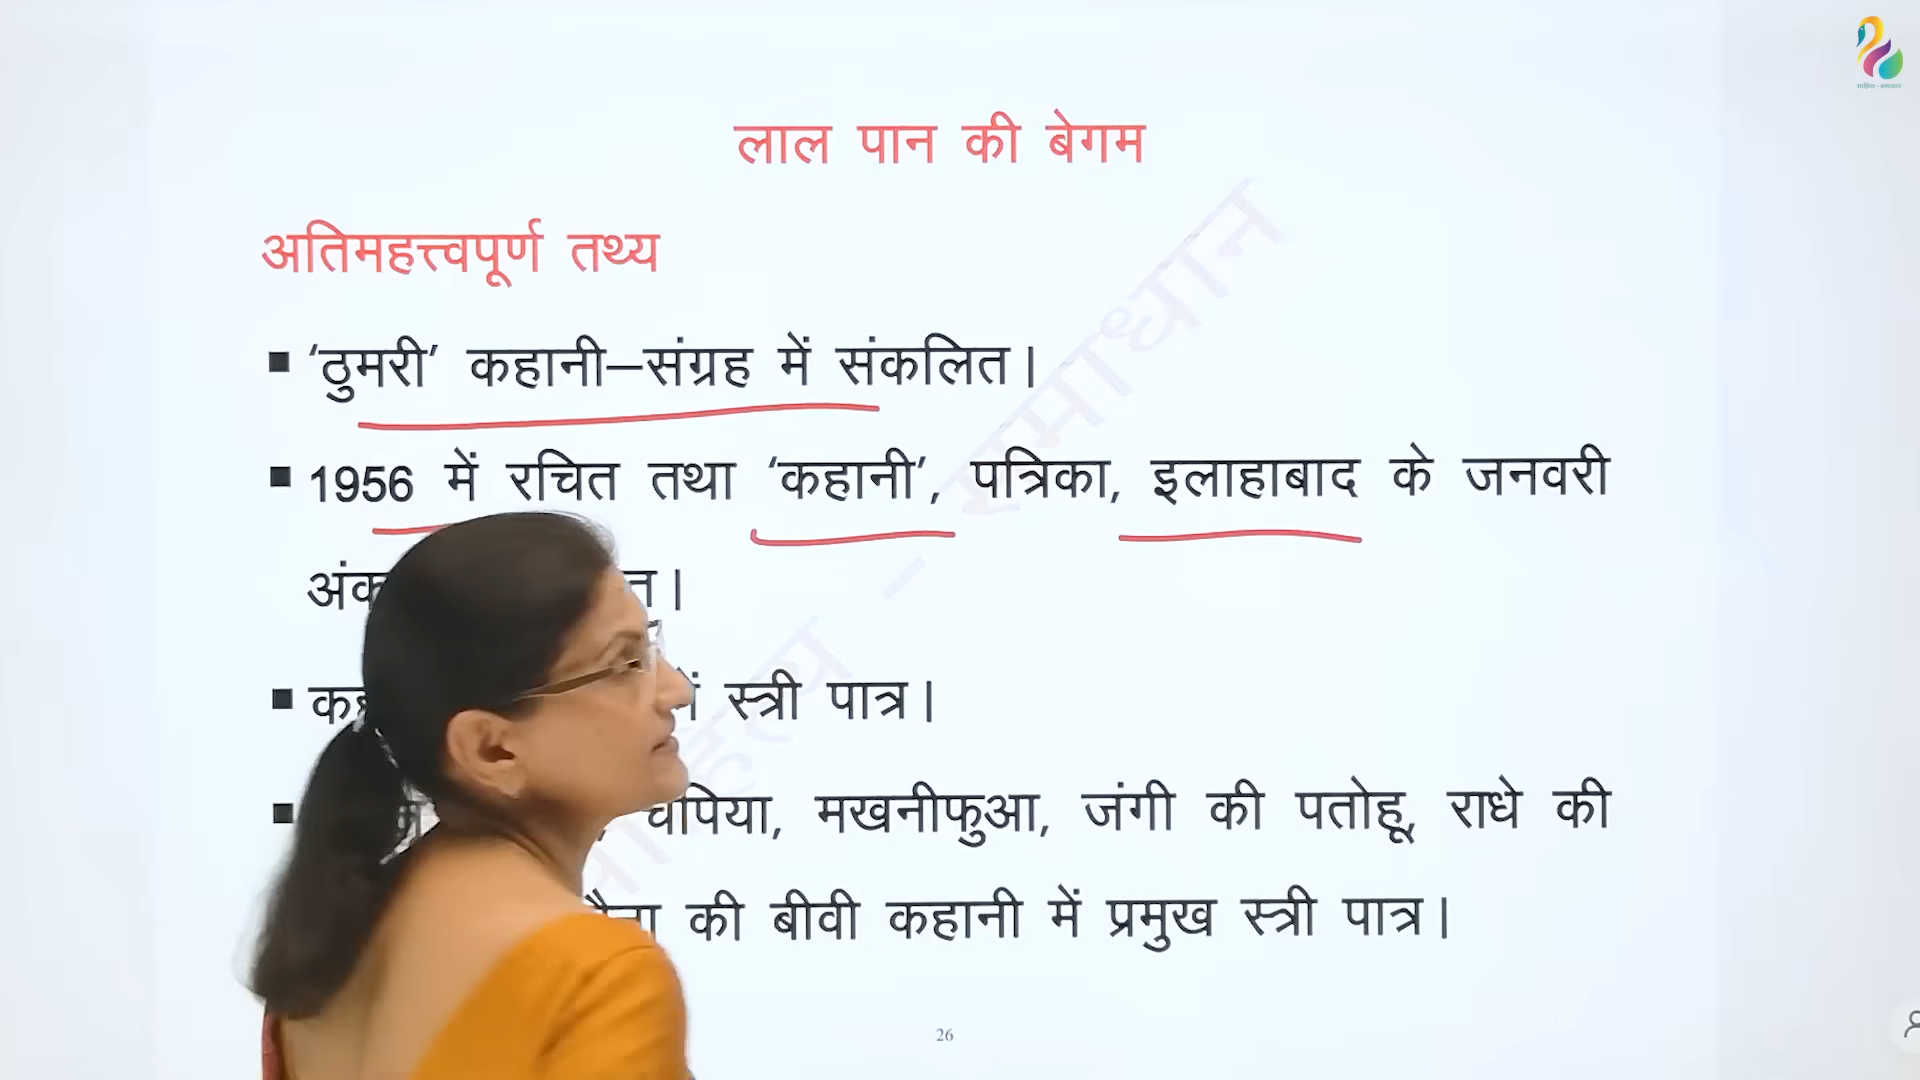 लाल पान की बेगम
अतिमहत्त्वपूर्ण तथ्य
▪ ‘ठुमरी’ कहानी–संग्रह में संकलित।
▪ 1956 में रचित तथा ‘कहानी’, पत्रिका, इलाहाबाद के जनवरी
▪ स्त्री पात्र।
▪ चंपिया, मखनीफुआ, जंगी की पतोहू, राधे की
की बीवी कहानी में प्रमुख स्त्री पात्र।
साहित्य - समाधान
26